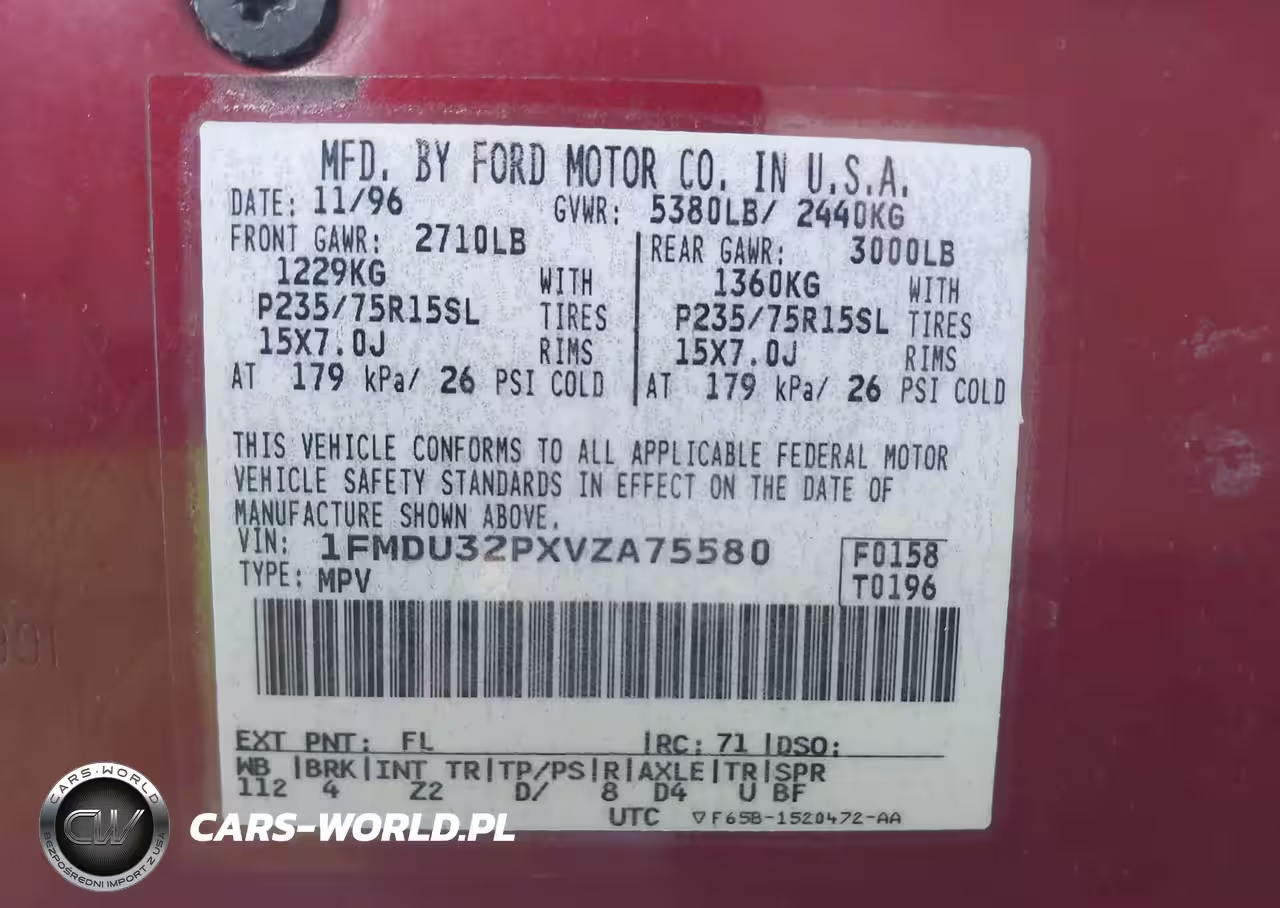 MFD. BY FORD MOTOR CO. IN U.S.A.
DATE: 11/96 GVWR: 5380LB/ 2440KG
FRONT GAWR: 2710LB REAR GAWR: 3000LB
1229KG WITH 1360KG WITH
P235/75R15SL TIRES P235/75R15SL TIRES
15X7.0J RIMS 15X7.0J RIMS
AT 179 kPa/ 26 PSI COLD AT 179 kPa/ 26 PSI COLD
THIS VEHICLE CONFORMS TO ALL APPLICABLE FEDERAL MOTOR
VEHICLE SAFETY STANDARDS IN EFFECT ON THE DATE OF
MANUFACTURE SHOWN ABOVE.
VIN: 1FMDU32PXVZA75580 F0158
TYPE: MPV T0196
EXT PNT: FL RC: 71 DSO:
WB BRK INT TR TP/PS R AXLE TR SPR
112 4 Z2 D/ 8 D4 U BF
UTC ▽F65B-1520472-AA
CARS-WORLD
CW
BEZPOŚREDNI IMPORT Z USA
CARS-WORLD.PL